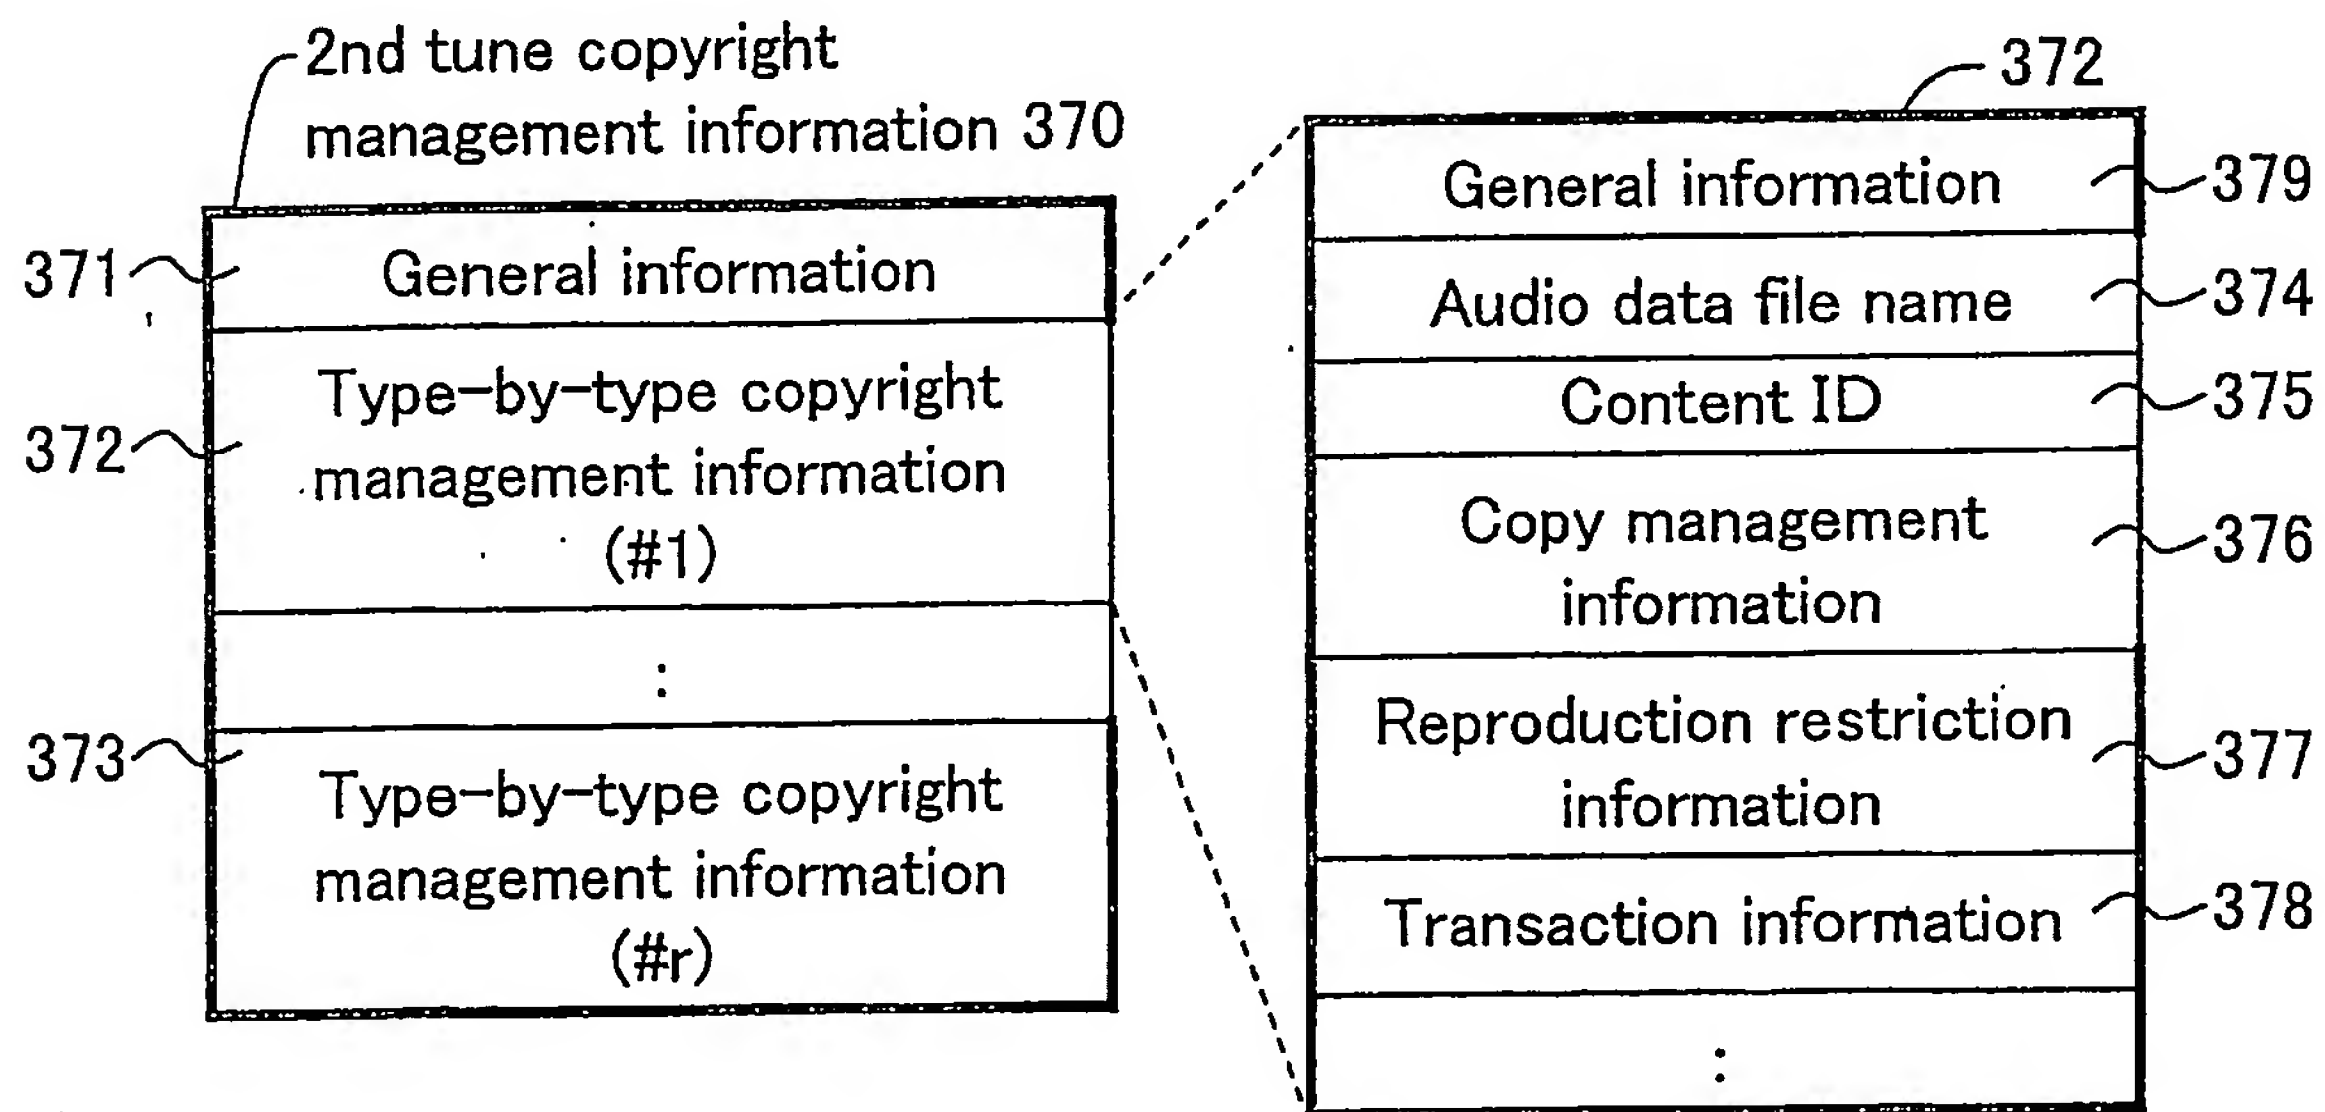 2nd tune copyright
management information 370
371
General information
372
Type-by-type copyright
management information
(#1)
:
373
Type-by-type copyright
management information
(#r)
372
General information
379
Audio data file name
374
Content ID
375
Copy management
information
376
Reproduction restriction
information
377
Transaction information
378
: